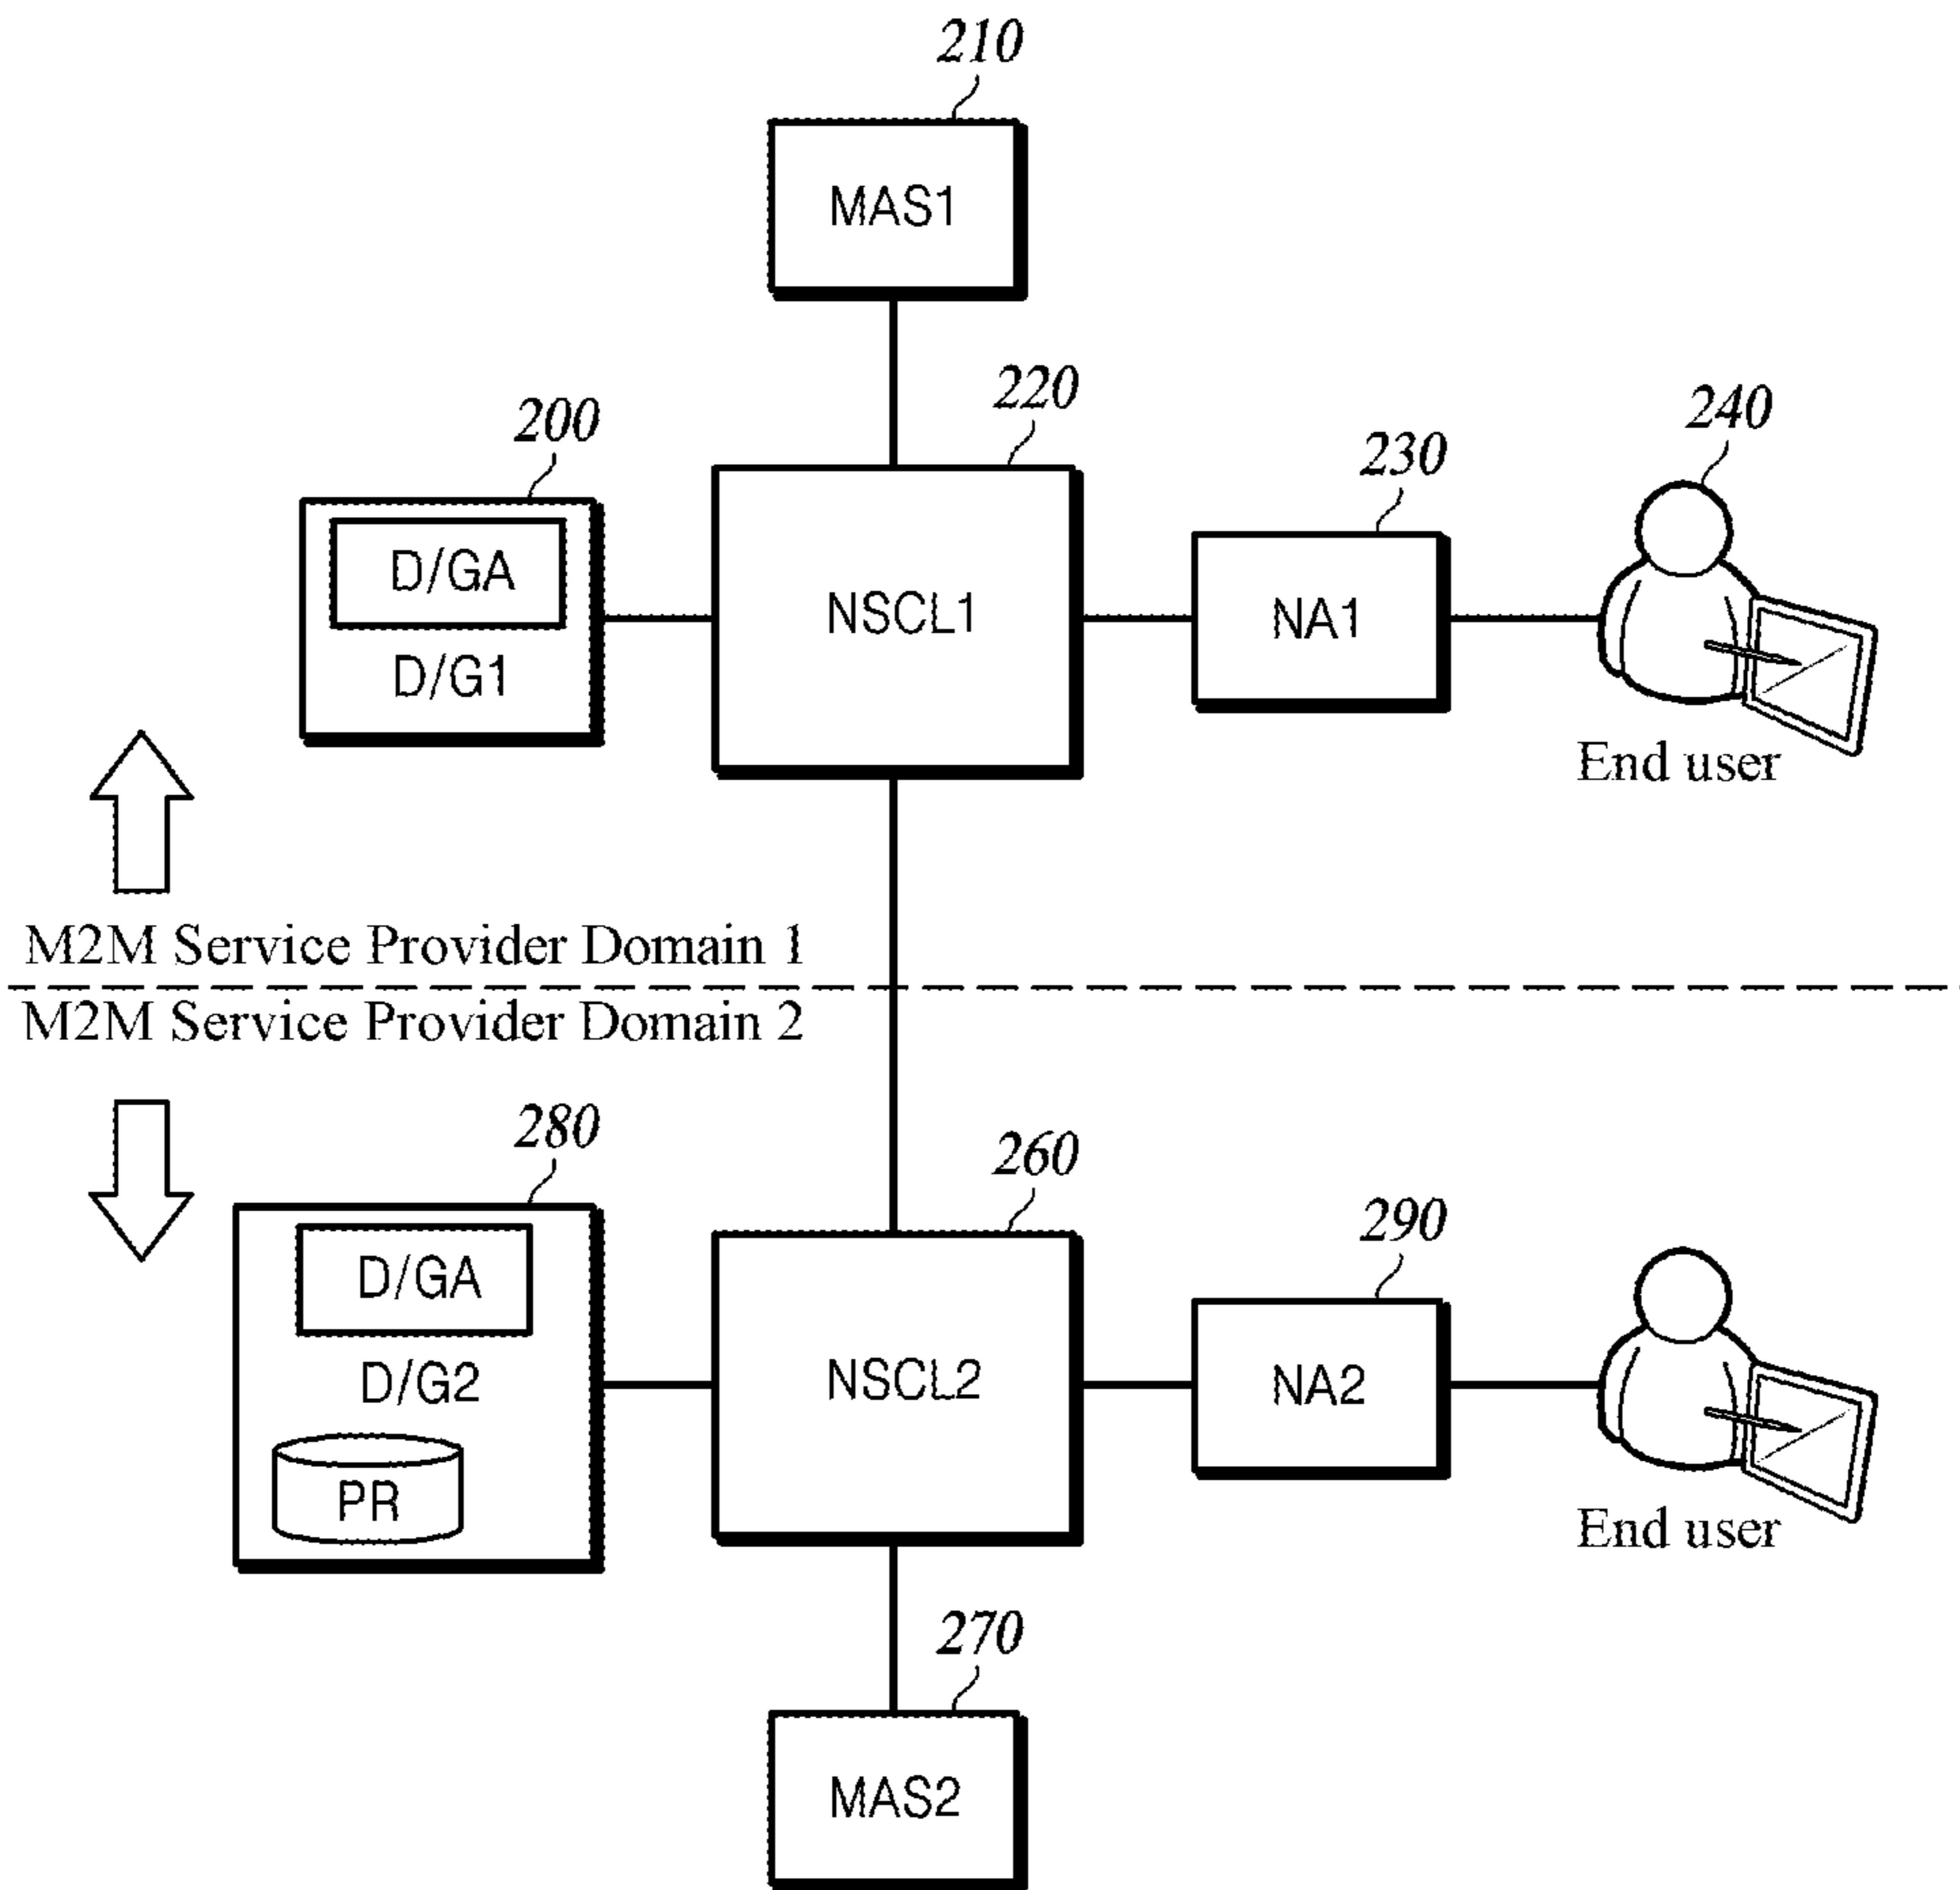 210
MAS1
220
200
240
230
D/GA
NSCL1
NA1
D/G1
End user
M2M Service Provider Domain 1
M2M Service Provider Domain 2
280
260
290
D/GA
D/G2
NSCL2
NA2
PR
End user
270
MAS2